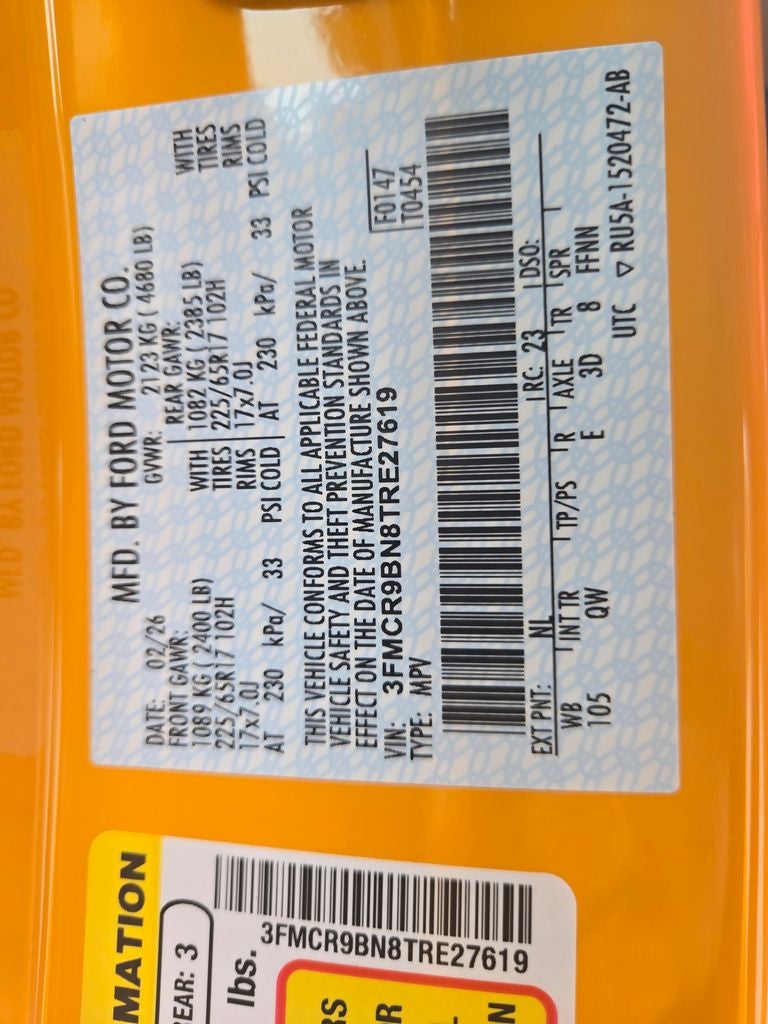 MFD. BY FORD MOTOR CO.
DATE: 02/26 GVWR: 2123 KG ( 4680 LB)
FRONT GAWR: REAR GAWR:
1089 KG ( 2400 LB) WITH 1082 KG ( 2385 LB) WITH
225/65R17 102H TIRES 225/65R17 102H TIRES
17x7.0J RIMS 17x7.0J RIMS
AT 230 kPa/ 33 PSI COLD AT 230 kPa/ 33 PSI COLD
THIS VEHICLE CONFORMS TO ALL APPLICABLE FEDERAL MOTOR
VEHICLE SAFETY AND THEFT PREVENTION STANDARDS IN
EFFECT ON THE DATE OF MANUFACTURE SHOWN ABOVE.
VIN: 3FMCR9BN8TRE27619 F0147
TYPE: MPV T0454
EXT PNT: NL RC: 23 DSO:
WB INT TR TP/PS R AXLE TR SPR
105 QW E 3D 8 FFNN
UTC ▽ RU5A-1520472-AB
MATION
EAR: 3
lbs.
3FMCR9BN8TRE27619
RS
R
L
N